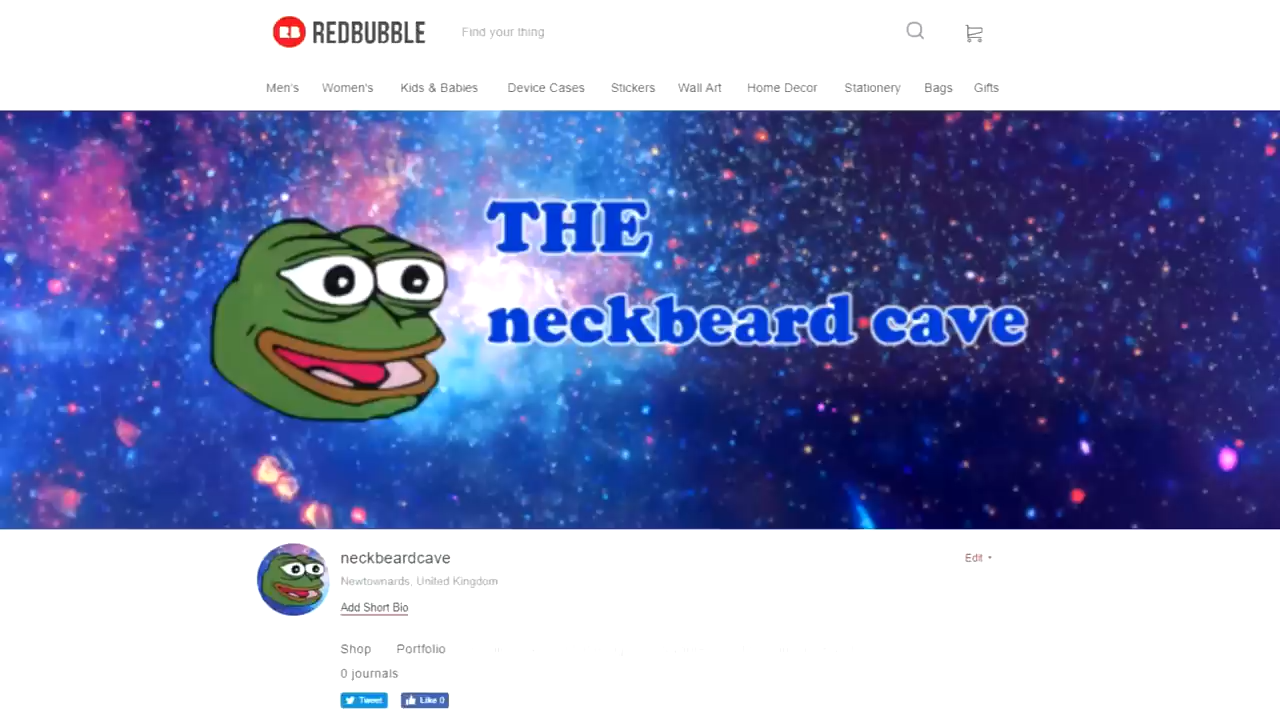 RB REDBUBBLE Find your thing
Men's Women's Kids & Babies Device Cases Stickers Wall Art Home Decor Stationery Bags Gifts
THE
neckbeard cave
neckbeardcave Edit
Newtownards, United Kingdom
Add Short Bio
Shop Portfolio
0 journals
Tweet Like 0